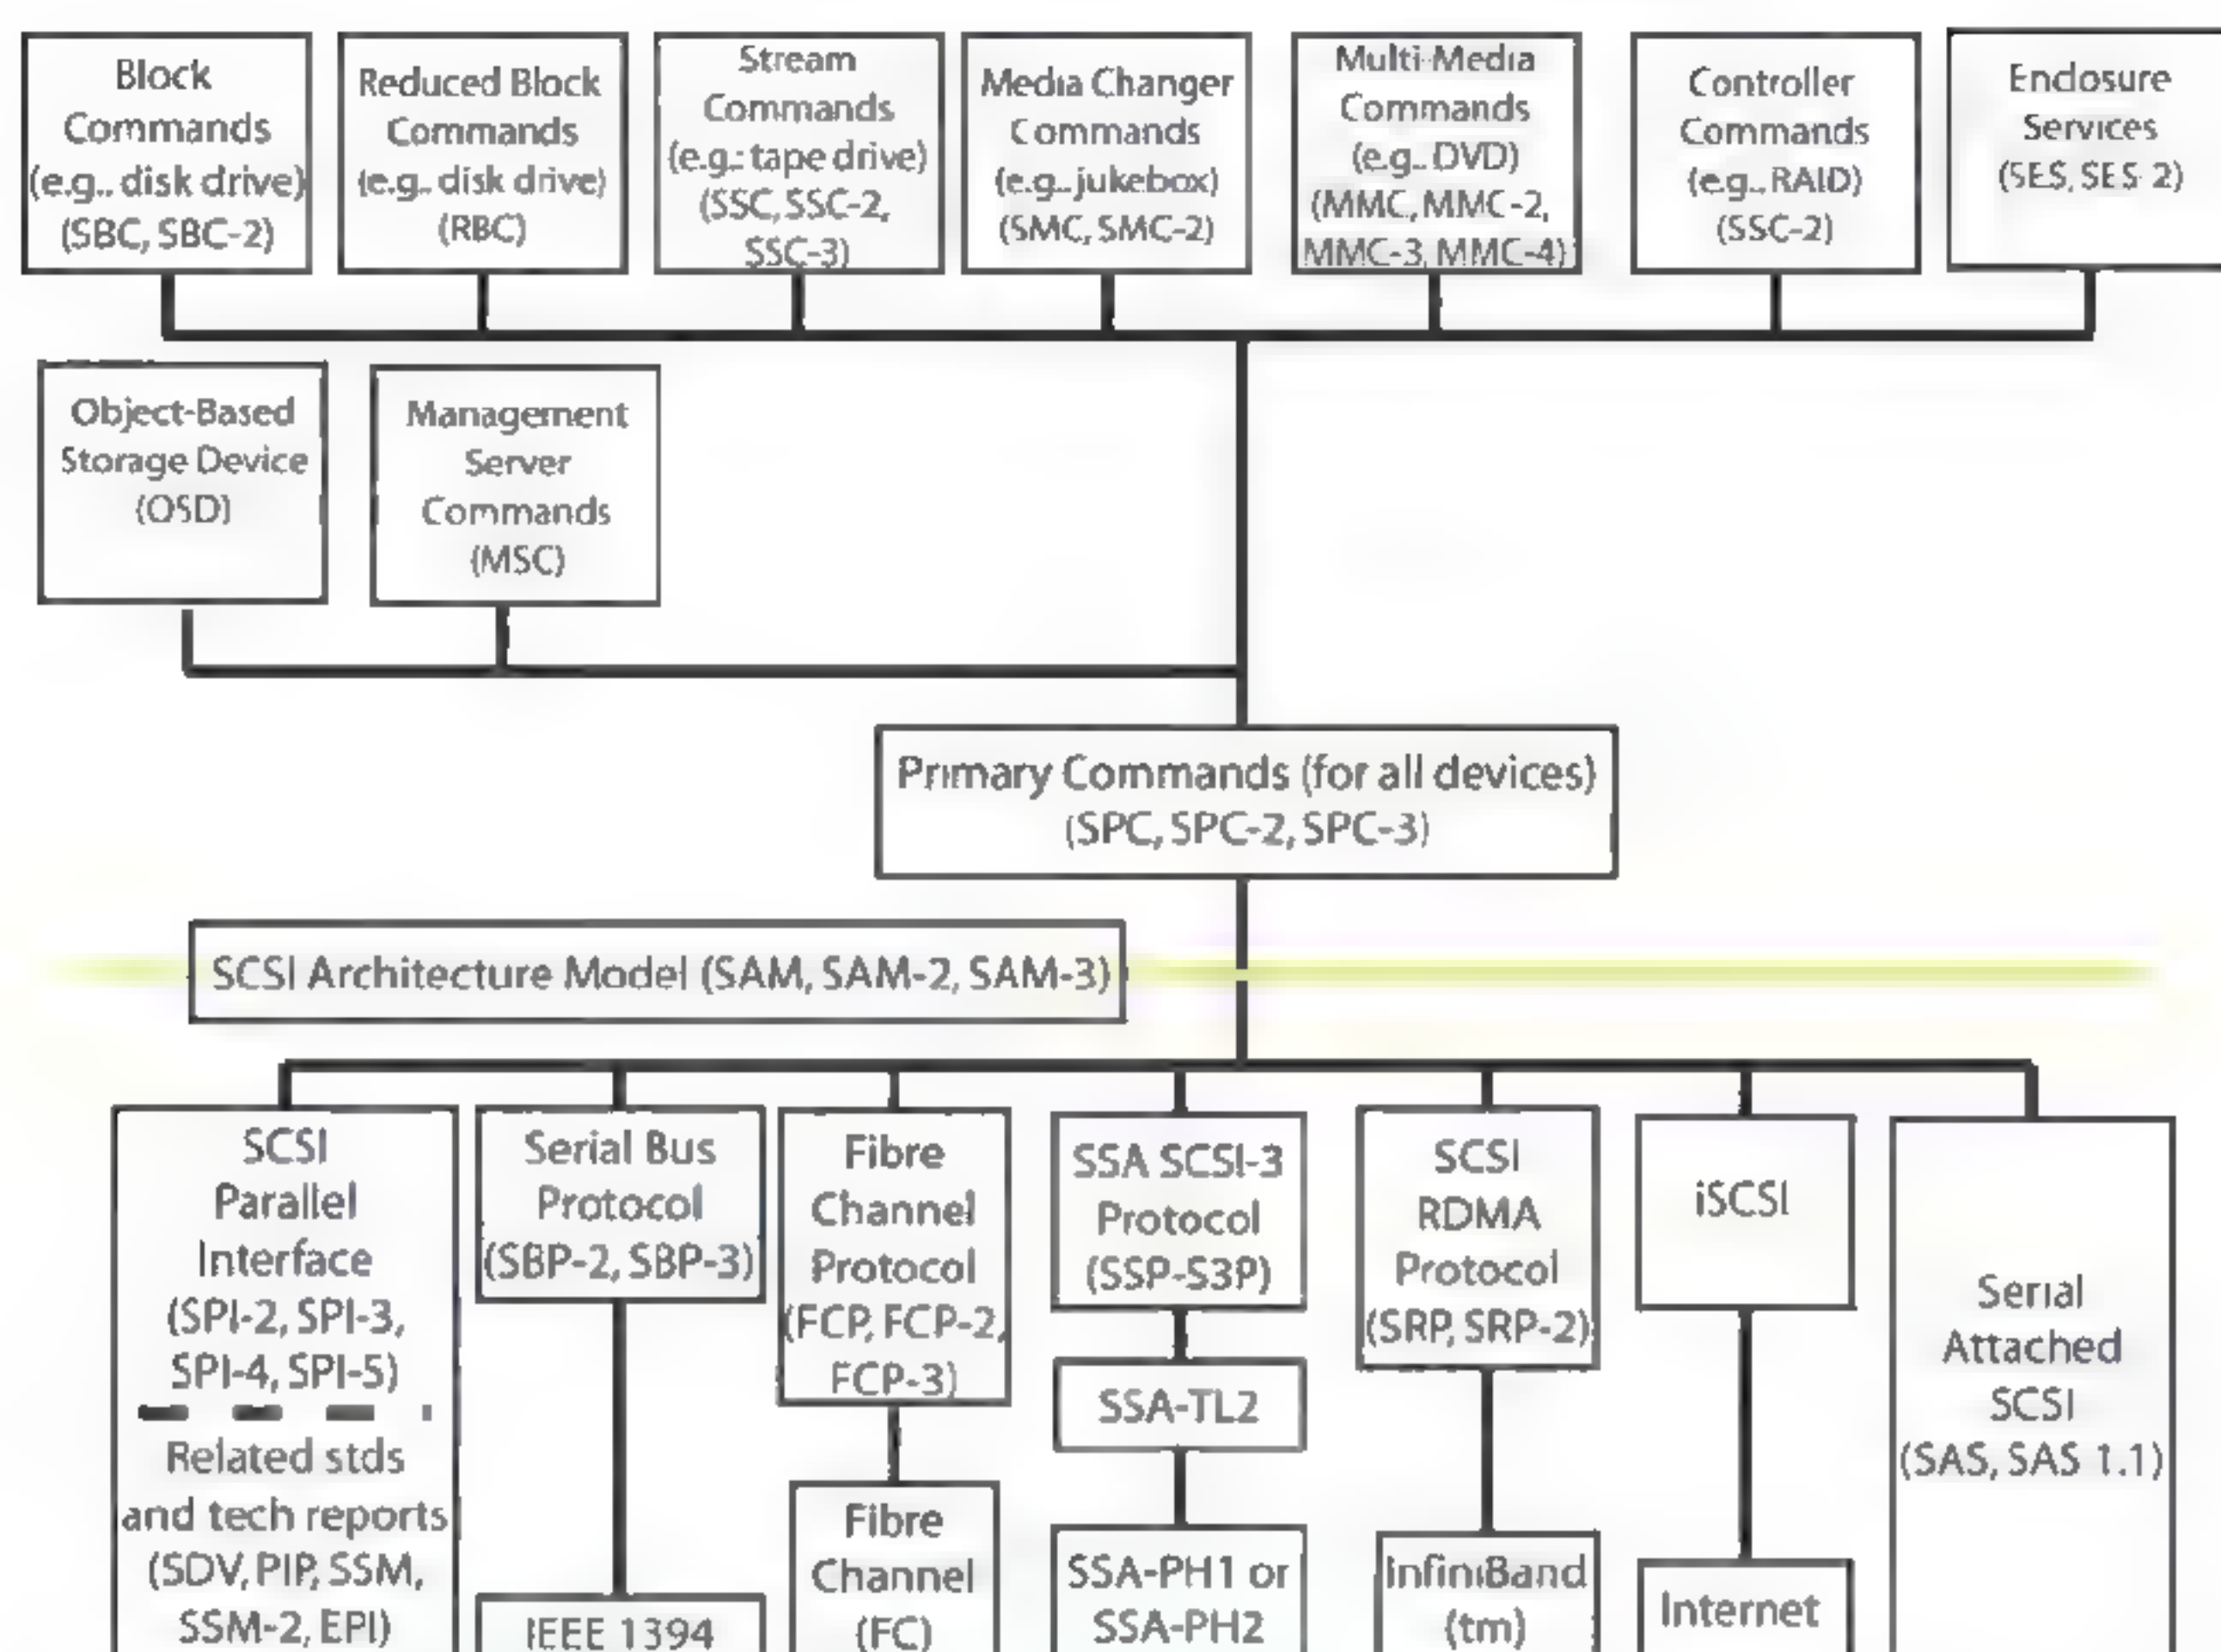 Block
Commands
(e.g.. disk drive)
(SBC, SBC-2)
Reduced Block
Commands
(e.g.. disk drive)
(RBC)
Stream
Commands
(e.g.: tape drive)
(SSC, SSC-2,
SSC-3)
Media Changer
Commands
(e.g.. jukebox)
(SMC, SMC-2)
Multi-Media
Commands
(e.g.. DVD)
(MMC, MMC-2,
MMC-3, MMC-4)
Controller
Commands
(e.g., RAID)
(SSC-2)
Enclosure
Services
(SES, SES-2)
Object-Based
Storage Device
(OSD)
Management
Server
Commands
(MSC)
Primary Commands (for all devices)
(SPC, SPC-2, SPC-3)
SCSI Architecture Model (SAM, SAM-2, SAM-3)
SCSI
Parallel
Interface
(SPI-2, SPI-3,
SPI-4, SPI-5)
Related stds
and tech reports
(SDV, PIP, SSM,
SSM-2, EPI)
Serial Bus
Protocol
(SBP-2, SBP-3)
IEEE 1394
Fibre
Channel
Protocol
(FCP, FCP-2,
FCP-3)
Fibre
Channel
(FC)
SSA SCSI-3
Protocol
(SSP-S3P)
SSA-TL2
SSA-PH1 or
SSA-PH2
SCSI
RDMA
Protocol
(SRP, SRP-2)
InfiniBand
(tm)
iSCSI
Internet
Serial
Attached
SCSI
(SAS, SAS 1.1)